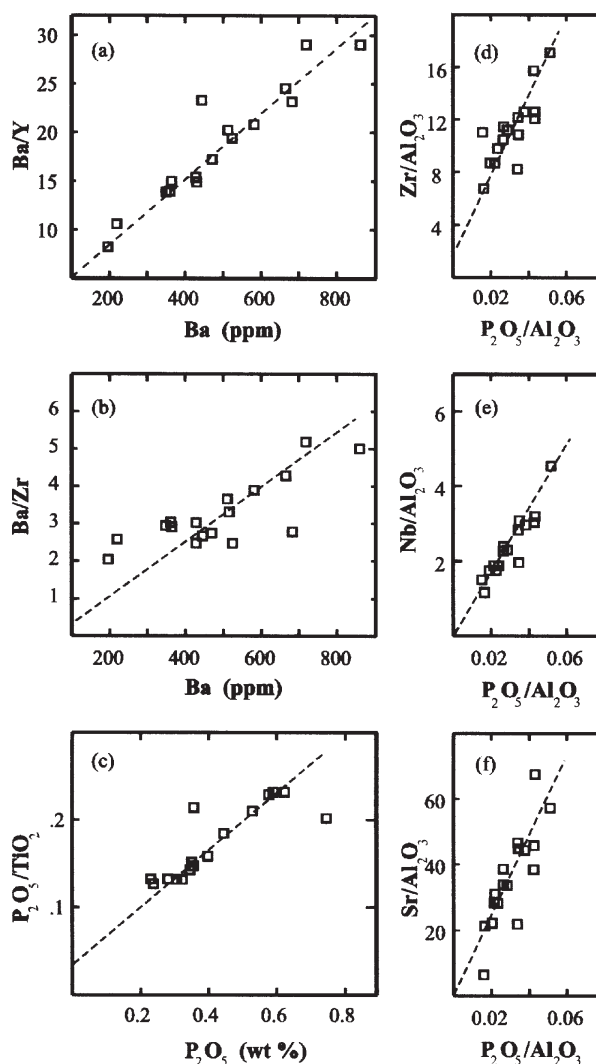 (a)
Ba/Y
30
25
20
15
10
200 400 600 800
Ba (ppm)
(d)
Zr/Al2O3
16
12
8
4
0.02 0.06
P2O5/Al2O3
(b)
Ba/Zr
6
5
4
3
2
1
200 400 600 800
Ba (ppm)
(e)
Nb/Al2O3
6
4
2
0.02 0.06
P2O5/Al2O3
(c)
P2O5/TiO2
.2
.1
0.2 0.4 0.6 0.8
P2O5 (wt %)
(f)
Sr/Al2O3
60
40
20
0.02 0.06
P2O5/Al2O3